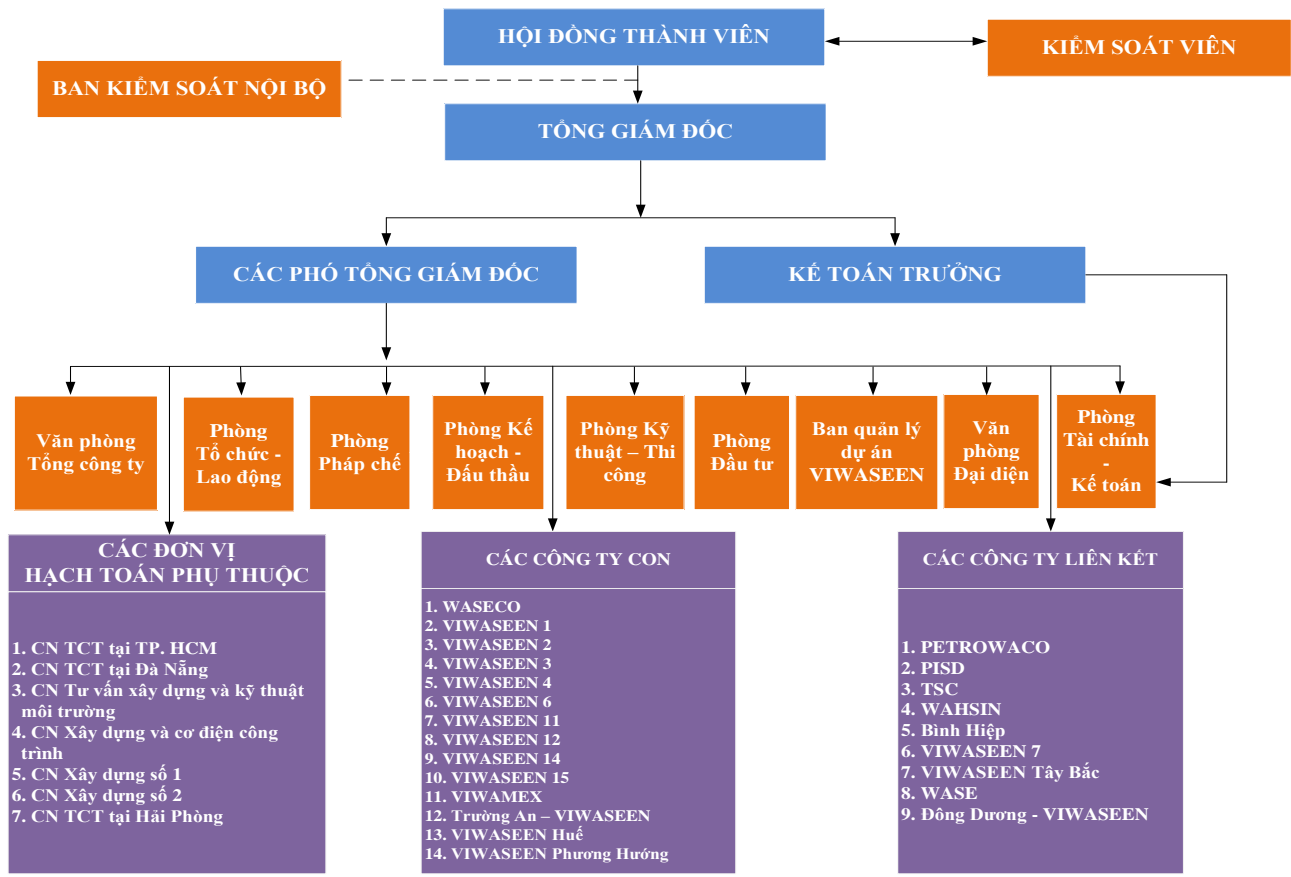 HỘI ĐỒNG THÀNH VIÊN
KIỂM SOÁT VIÊN
BAN KIỂM SOÁT NỘI BỘ
TỔNG GIÁM ĐỐC
CÁC PHÓ TỔNG GIÁM ĐỐC
KẾ TOÁN TRƯỞNG
Văn phòng
Tổng công ty
Phòng
Tổ chức -
Lao động
Phòng
Pháp chế
Phòng Kế
hoạch -
Đấu thầu
Phòng Kỹ
thuật – Thi
công
Phòng
Đầu tư
Ban quản lý
dự án
VIWASEEN
Văn
phòng
Đại diện
Phòng
Tài chính
-
Kế toán
CÁC ĐƠN VỊ
HẠCH TOÁN PHỤ THUỘC
1. CN TCT tại TP. HCM
2. CN TCT tại Đà Nẵng
3. CN Tư vấn xây dựng và kỹ thuật
môi trường
4. CN Xây dựng và cơ điện công
trình
5. CN Xây dựng số 1
6. CN Xây dựng số 2
7. CN TCT tại Hải Phòng
CÁC CÔNG TY CON
1. WASECO
2. VIWASEEN 1
3. VIWASEEN 2
4. VIWASEEN 3
5. VIWASEEN 4
6. VIWASEEN 6
7. VIWASEEN 11
8. VIWASEEN 12
9. VIWASEEN 14
10. VIWASEEN 15
11. VIWAMEX
12. Trường An – VIWASEEN
13. VIWASEEN Huế
14. VIWASEEN Phương Hướng
CÁC CÔNG TY LIÊN KẾT
1. PETROWACO
2. PISD
3. TSC
4. WAHSIN
5. Bình Hiệp
6. VIWASEEN 7
7. VIWASEEN Tây Bắc
8. WASE
9. Đông Dương - VIWASEEN